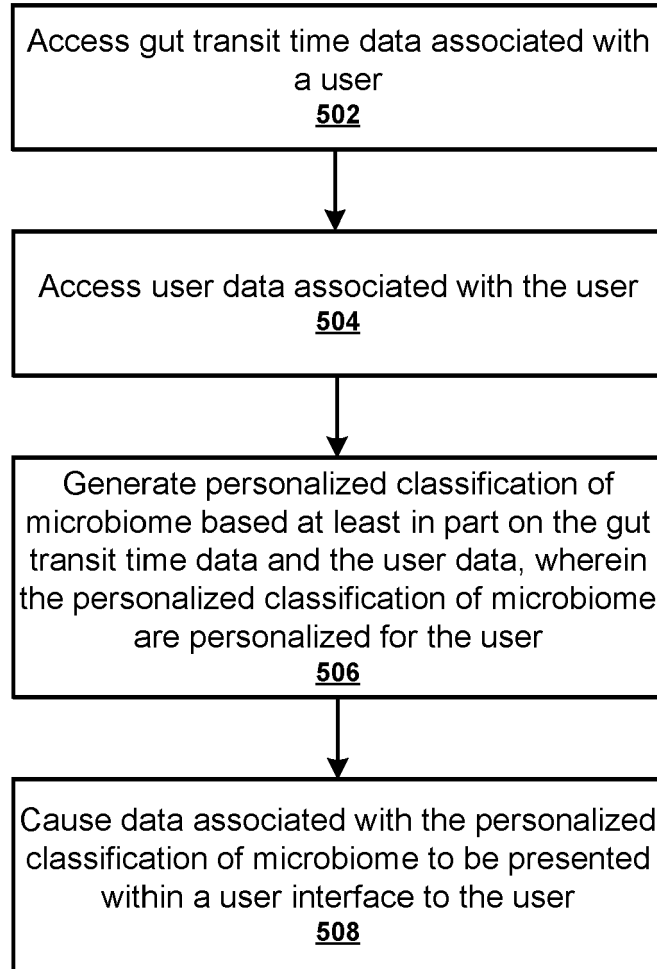 Access gut transit time data associated with
a user
502
Access user data associated with the user
504
Generate personalized classification of
microbiome based at least in part on the gut
transit time data and the user data, wherein
the personalized classification of microbiome
are personalized for the user
506
Cause data associated with the personalized
classification of microbiome to be presented
within a user interface to the user
508